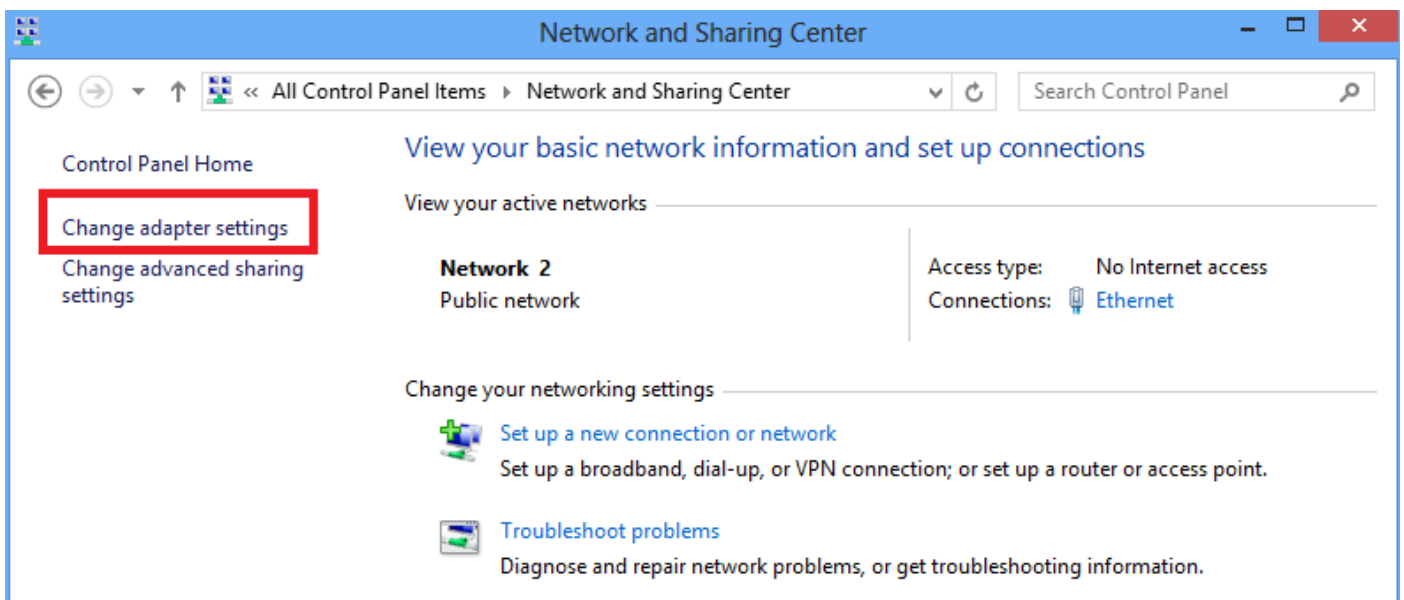 Network and Sharing Center
« All Control Panel Items Network and Sharing Center
Search Control Panel
Control Panel Home
Change adapter settings
Change advanced sharing
settings
View your basic network information and set up connections
View your active networks
Network 2
Public network
Access type: No Internet access
Connections: Ethernet
Change your networking settings
Set up a new connection or network
Set up a broadband, dial-up, or VPN connection; or set up a router or access point.
Troubleshoot problems
Diagnose and repair network problems, or get troubleshooting information.